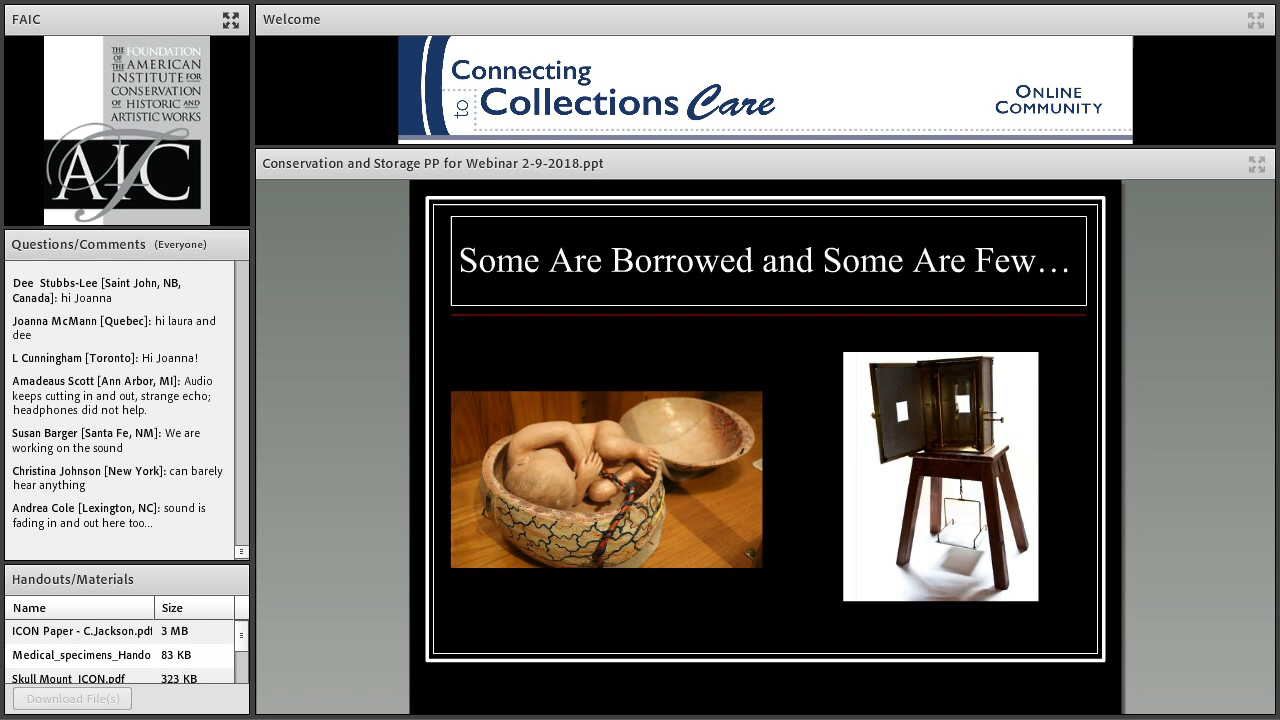 FAIC
THE FOUNDATION
OF THE AMERICAN
INSTITUTE FOR
CONSERVATION
OF HISTORIC AND
ARTISTIC WORKS
AIC
Questions/Comments (Everyone)
Dee Stubbs-Lee [Saint John, NB,
Canada]: hi Joanna
Joanna McMann [Quebec]: hi laura and
dee
L Cunningham [Toronto]: Hi Joanna!
Amadeaus Scott [Ann Arbor, MI]: Audio
keeps cutting in and out, strange echo;
headphones did not help.
Susan Barger [Santa Fe, NM]: We are
working on the sound
Christina Johnson [New York]: can barely
hear anything
Andrea Cole [Lexington, NC]: sound is
fading in and out here too...
Handouts/Materials
Name Size
ICON Paper - C.Jackson.pdf 3 MB
Medical_specimens_Hando 83 KB
Skull Mount_ICON.pdf 323 KB
Download File(s)
Welcome
Connecting
to Collections Care
ONLINE
COMMUNITY
Conservation and Storage PP for Webinar 2-9-2018.ppt
Some Are Borrowed and Some Are Few…